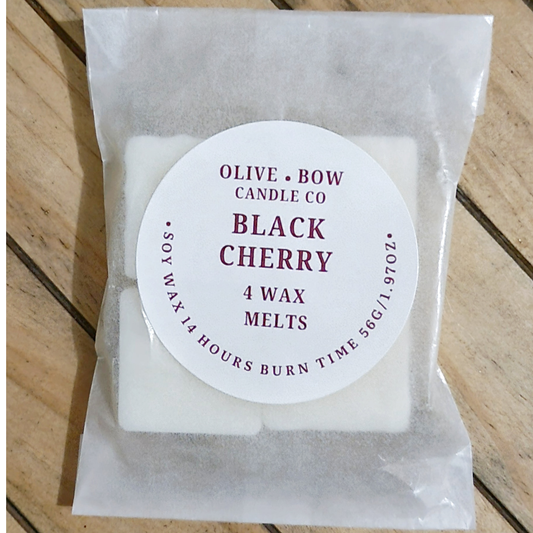 OLIVE • BOW
CANDLE CO
BLACK
CHERRY
4 WAX
MELTS
• SOY WAX 14 HOURS BURN TIME 56G/1.97OZ •